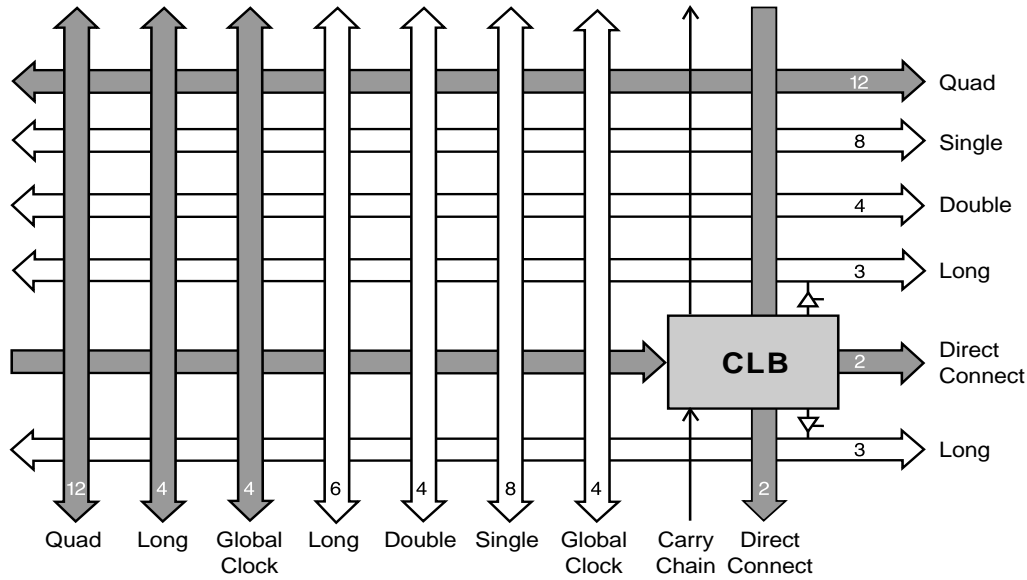 12
Quad
8
Single
4
Double
3
Long
CLB
2
Direct
Connect
3
Long
12
4
4
6
4
8
4
2
Quad
Long
Global
Clock
Long
Double
Single
Global
Clock
Carry
Chain
Direct
Connect